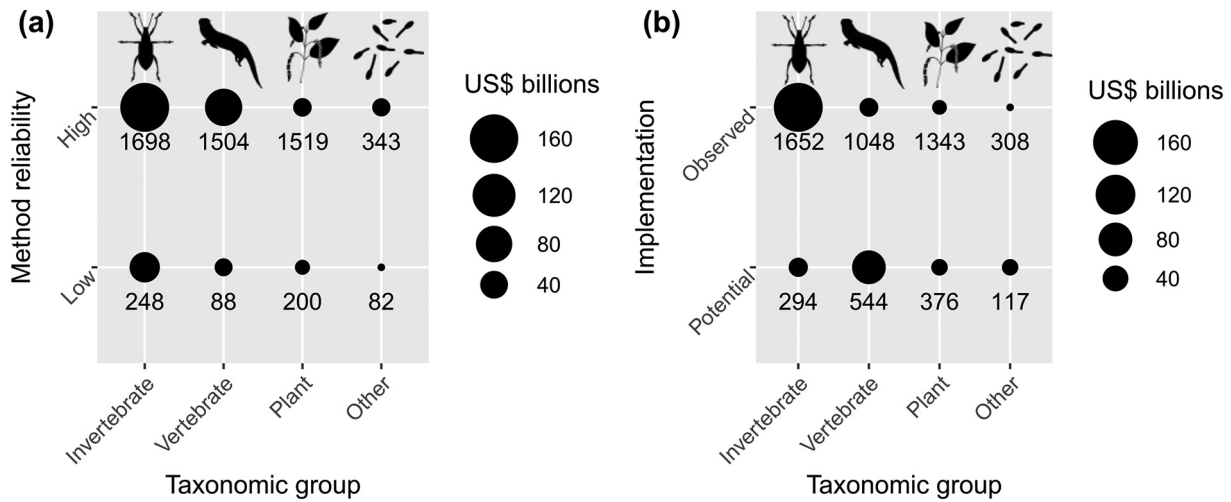 (a)
Method reliability
High
Low
1698 1504 1519 343
248 88 200 82
Invertebrate
Vertebrate
Plant
Other
Taxonomic group
US$ billions
160
120
80
40
(b)
Implementation
Observed
Potential
1652 1048 1343 308
294 544 376 117
Invertebrate
Vertebrate
Plant
Other
Taxonomic group
US$ billions
160
120
80
40